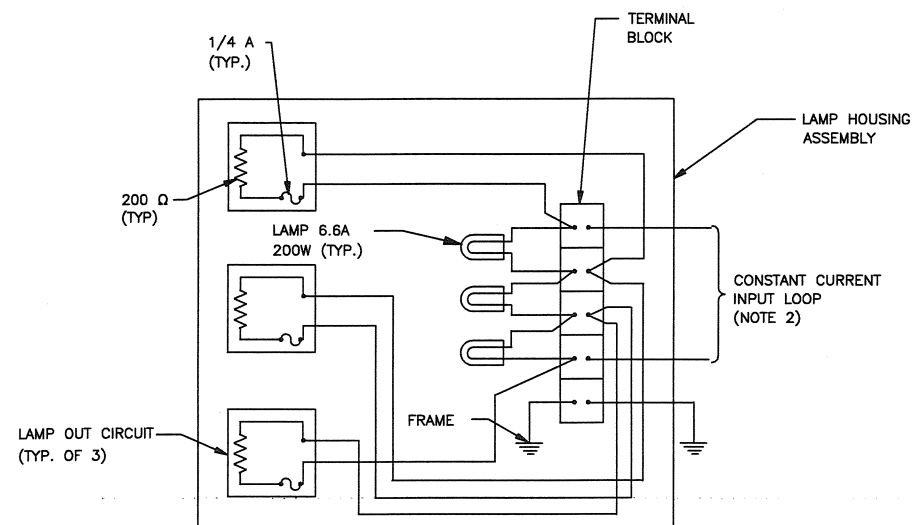 TERMINAL
BLOCK
1/4 A
(TYP.)
LAMP HOUSING
ASSEMBLY
200 Ω
(TYP)
LAMP 6.6A
200W (TYP.)
CONSTANT CURRENT
INPUT LOOP
(NOTE 2)
FRAME
LAMP OUT CIRCUIT
(TYP. OF 3)